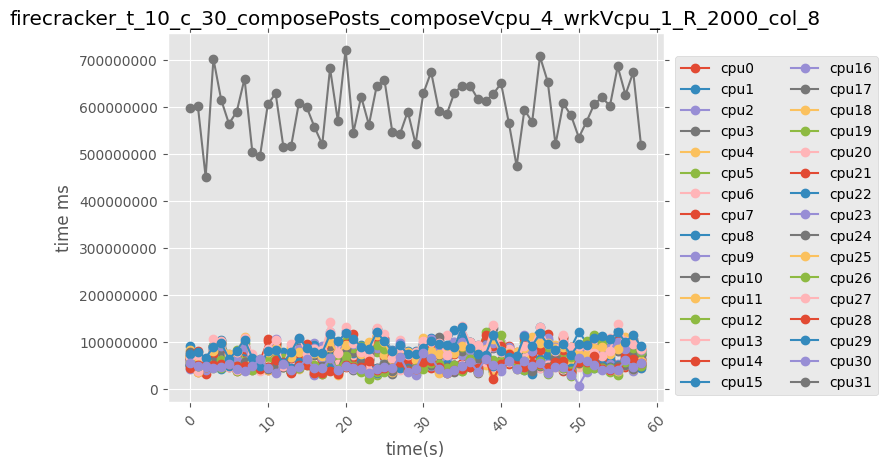 firecracker_t_10_c_30_composePosts_composeVcpu_4_wrkVcpu_1_R_2000_col_8
time ms
700000000
600000000
500000000
400000000
300000000
200000000
100000000
0
0
10
20
30
40
50
60
time(s)
cpu0
cpu1
cpu2
cpu3
cpu4
cpu5
cpu6
cpu7
cpu8
cpu9
cpu10
cpu11
cpu12
cpu13
cpu14
cpu15
cpu16
cpu17
cpu18
cpu19
cpu20
cpu21
cpu22
cpu23
cpu24
cpu25
cpu26
cpu27
cpu28
cpu29
cpu30
cpu31